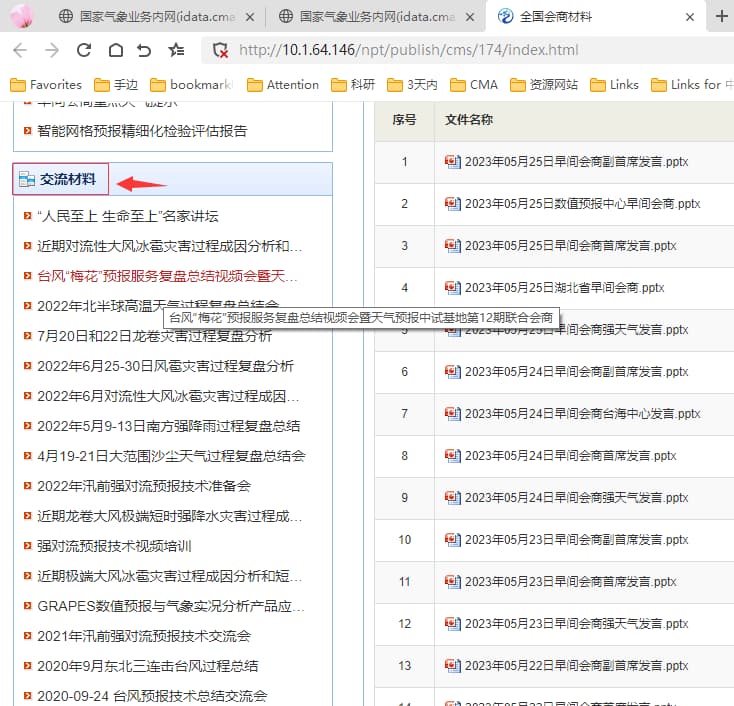 国家气象业务内网(idata.cma
国家气象业务内网(idata.cma
全国会商材料
http://10.1.64.146/npt/publish/cms/174/index.html
Favorites
手边
bookmark
Attention
科研
3天内
CMA
资源网站
Links
Links for 中
智能网格预报精细化检验评估报告
交流材料
“人民至上 生命至上”名家讲坛
近期对流性大风冰雹灾害过程成因分析和…
台风“梅花”预报服务复盘总结视频会暨天…
2022年北半球高温天气过程复盘总结会
台风“梅花”预报服务复盘总结视频会暨天气预报中试基地第12期联合会商
7月20日和22日龙卷灾害过程复盘分析
2022年6月25-30日风雹灾害过程复盘分析
2022年6月对流性大风冰雹灾害过程成因…
2022年5月9-13日南方强降雨过程复盘总结
4月19-21日大范围沙尘天气过程复盘总结会
2022年汛前强对流预报技术准备会
近期龙卷大风极端短时强降水灾害过程成…
强对流预报技术视频培训
近期极端大风冰雹灾害过程成因分析和短…
GRAPES数值预报与气象实况分析产品应…
2021年汛前强对流预报技术交流会
2020年9月东北三连击台风过程总结
2020-09-24 台风预报技术总结交流会
序号 文件名称
1 2023年05月25日早间会商副首席发言.pptx
2 2023年05月25日数值预报中心早间会商.pptx
3 2023年05月25日早间会商首席发言.pptx
4 2023年05月25日湖北省早间会商.pptx
5 2023年05月25日早间会商强天气发言.pptx
6 2023年05月24日早间会商副首席发言.pptx
7 2023年05月24日早间会商台海中心发言.pptx
8 2023年05月24日早间会商首席发言.pptx
9 2023年05月24日早间会商强天气发言.pptx
10 2023年05月23日早间会商副首席发言.pptx
11 2023年05月23日早间会商首席发言.pptx
12 2023年05月23日早间会商强天气发言.pptx
13 2023年05月22日早间会商副首席发言.pptx